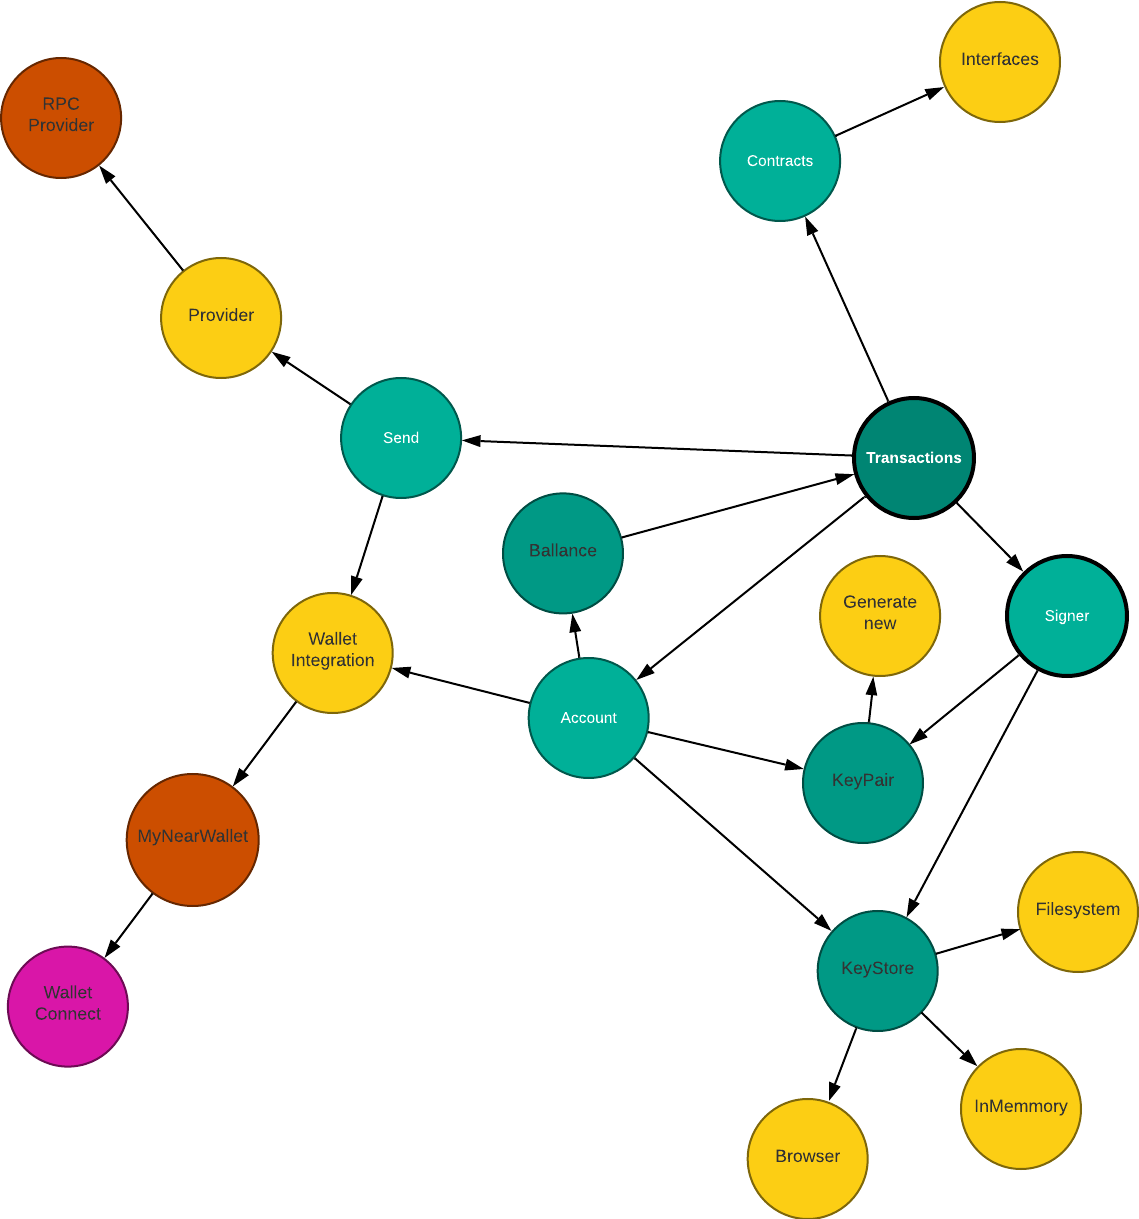 Interfaces
RPC
Provider
Contracts
Provider
Send
Transactions
Ballance
Generate
new
Signer
Wallet
Integration
Account
KeyPair
MyNearWallet
Filesystem
KeyStore
Wallet
Connect
InMemmory
Browser